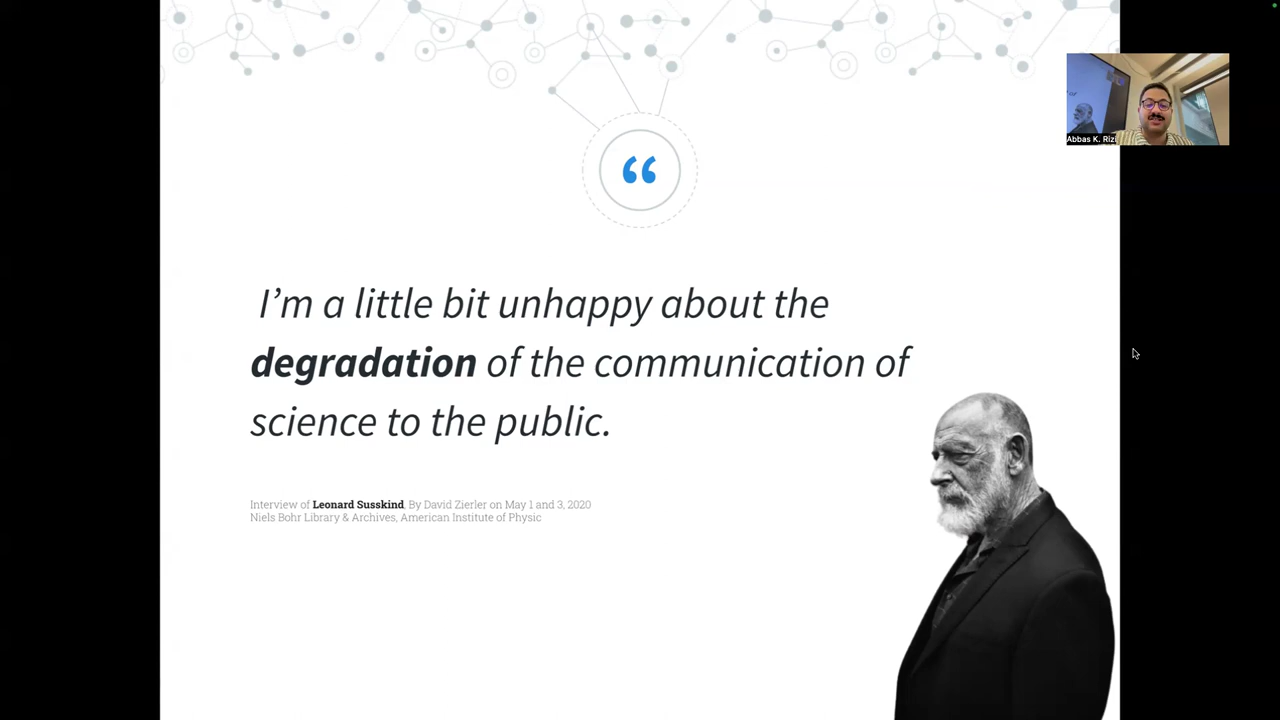 “
I’m a little bit unhappy about the
degradation of the communication of
science to the public.
Interview of Leonard Susskind, By David Zierler on May 1 and 3, 2020
Niels Bohr Library & Archives, American Institute of Physic
Abbas K. Rizi